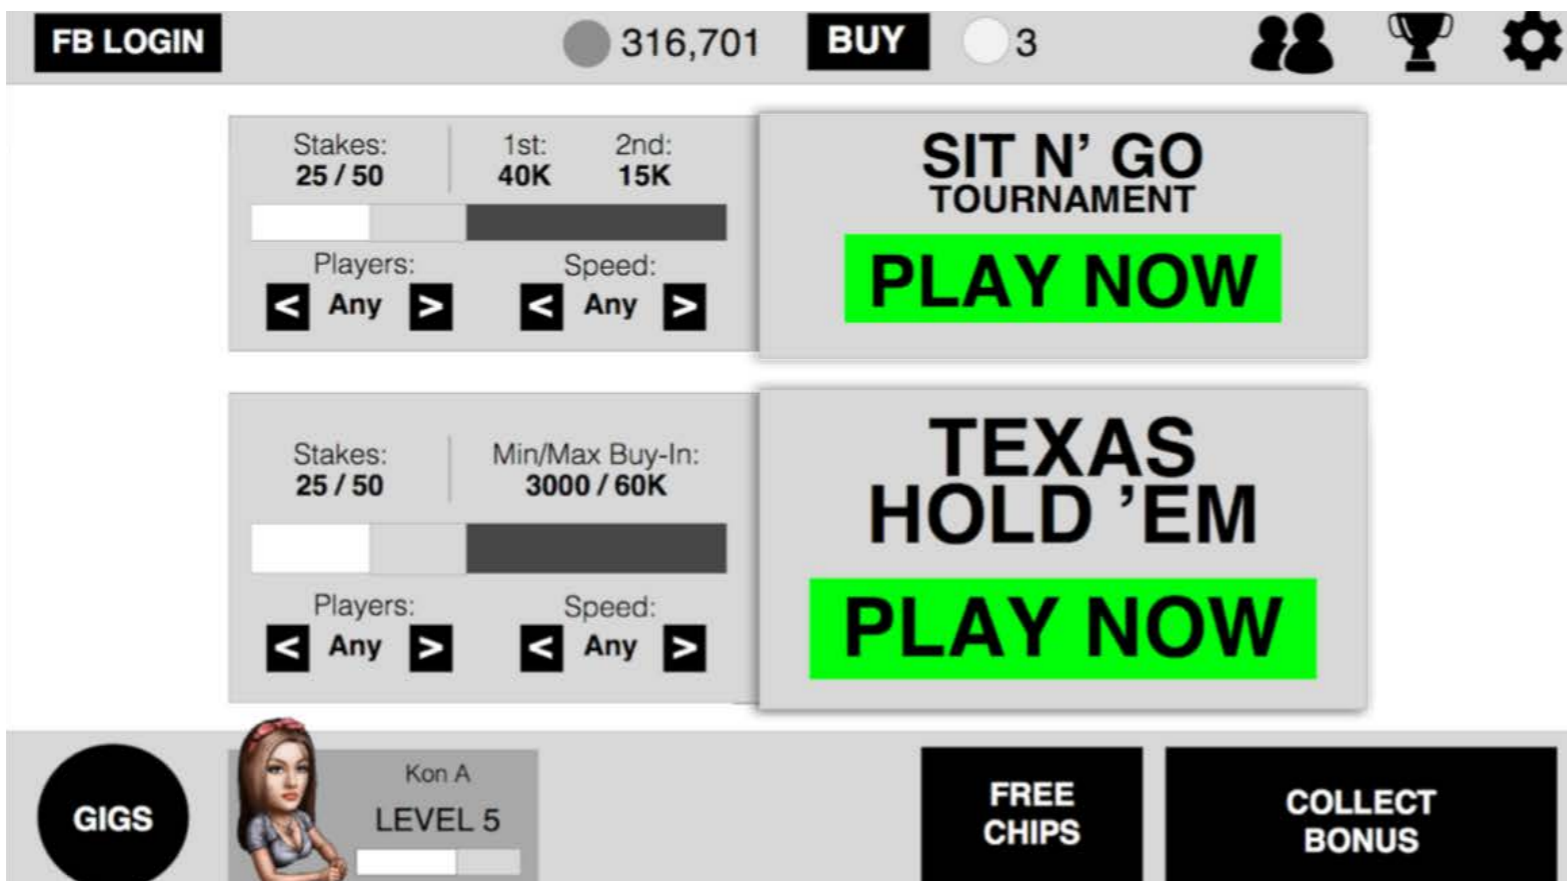 FB LOGIN
316,701
BUY
3
Stakes:
25 / 50
1st:
40K
2nd:
15K
Players:
< Any >
Speed:
< Any >
SIT N’ GO
TOURNAMENT
PLAY NOW
Stakes:
25 / 50
Min/Max Buy-In:
3000 / 60K
Players:
< Any >
Speed:
< Any >
TEXAS
HOLD ’EM
PLAY NOW
GIGS
Kon A
LEVEL 5
FREE
CHIPS
COLLECT
BONUS